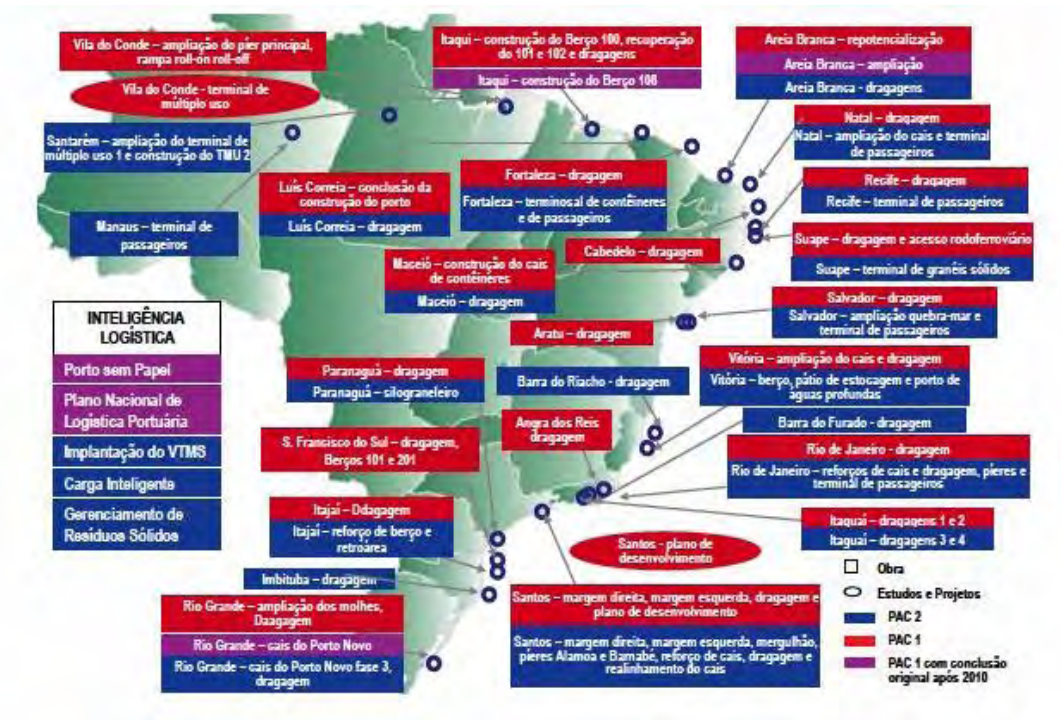 Vila do Conde – ampliação do píer principal,
rampa roll-on roll-off
Vila do Conde - terminal de
múltiplo uso
Santarém – ampliação do terminal de
múltiplo uso 1 e construção do TMU 2
Manaus – terminal de
passageiros
Itaqui – construção do Berço 100, recuperação
do 101 e 102 e dragagens
Itaqui – construção do Berço 108
Areia Branca – repotencialização
Areia Branca – ampliação
Areia Branca - dragagens
Natal – dragagem
Natal – ampliação do cais e terminal
de passageiros
Luís Correia – conclusão da
construção do porto
Luís Correia – dragagem
Fortaleza – dragagem
Fortaleza – terminosal de contêineres
e de passageiros
Recife – dragagem
Recife – terminal de passageiros
Cabedelo – dragagem
Suape – dragagem e acesso rodoferroviário
Suape – terminal de granéis sólidos
Maceió – construção do cais
de contêineres
Maceió – dragagem
Salvador – dragagem
Salvador – ampliação quebra-mar e
terminal de passageiros
Aratu – dragagem
INTELIGÊNCIA
LOGÍSTICA
Porto sem Papel
Plano Nacional de
Logística Portuária
Implantação do VTMS
Carga Inteligente
Gerenciamento de
Resíduos Sólidos
Paranaguá – dragagem
Paranaguá – silograneleiro
Barra do Riacho - dragagem
Vitória – ampliação do cais e dragagem
Vitória – berço, pátio de estocagem e porto de
águas profundas
Angra dos Reis
dragagem
Barra do Furado - dragagem
S. Francisco do Sul – dragagem,
Berços 101 e 201
Rio de Janeiro - dragagem
Rio de Janeiro – reforços de cais e dragagem, píeres e
terminal de passageiros
Itajaí – Ddagagem
Itajaí – reforço de berço e
retroárea
Itaguaí – dragagens 1 e 2
Itaguaí – dragagens 3 e 4
Santos - plano de
desenvolvimento
Imbituba – dragagem
Rio Grande – ampliação dos molhes,
Daagagem
Rio Grande – cais do Porto Novo
Rio Grande – cais do Porto Novo fase 3,
dragagem
Santos – margem direita, margem esquerda, dragagem e
plano de desenvolvimento
Santos – margem direita, margem esquerda, mergulhão,
píeres Alamoa e Barnabé, reforço de cais, dragagem e
realinhamento do cais
Obra
Estudos e Projetos
PAC 2
PAC 1
PAC 1 com conclusão
original após 2010